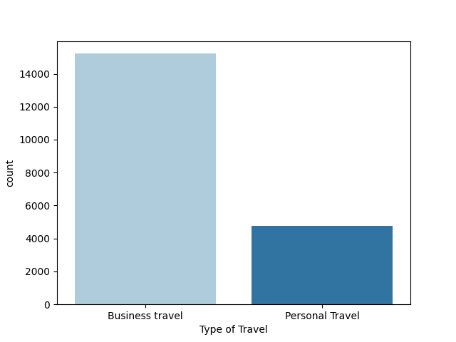 14000
12000
10000
8000
6000
4000
2000
0
count
Business travel
Personal Travel
Type of Travel